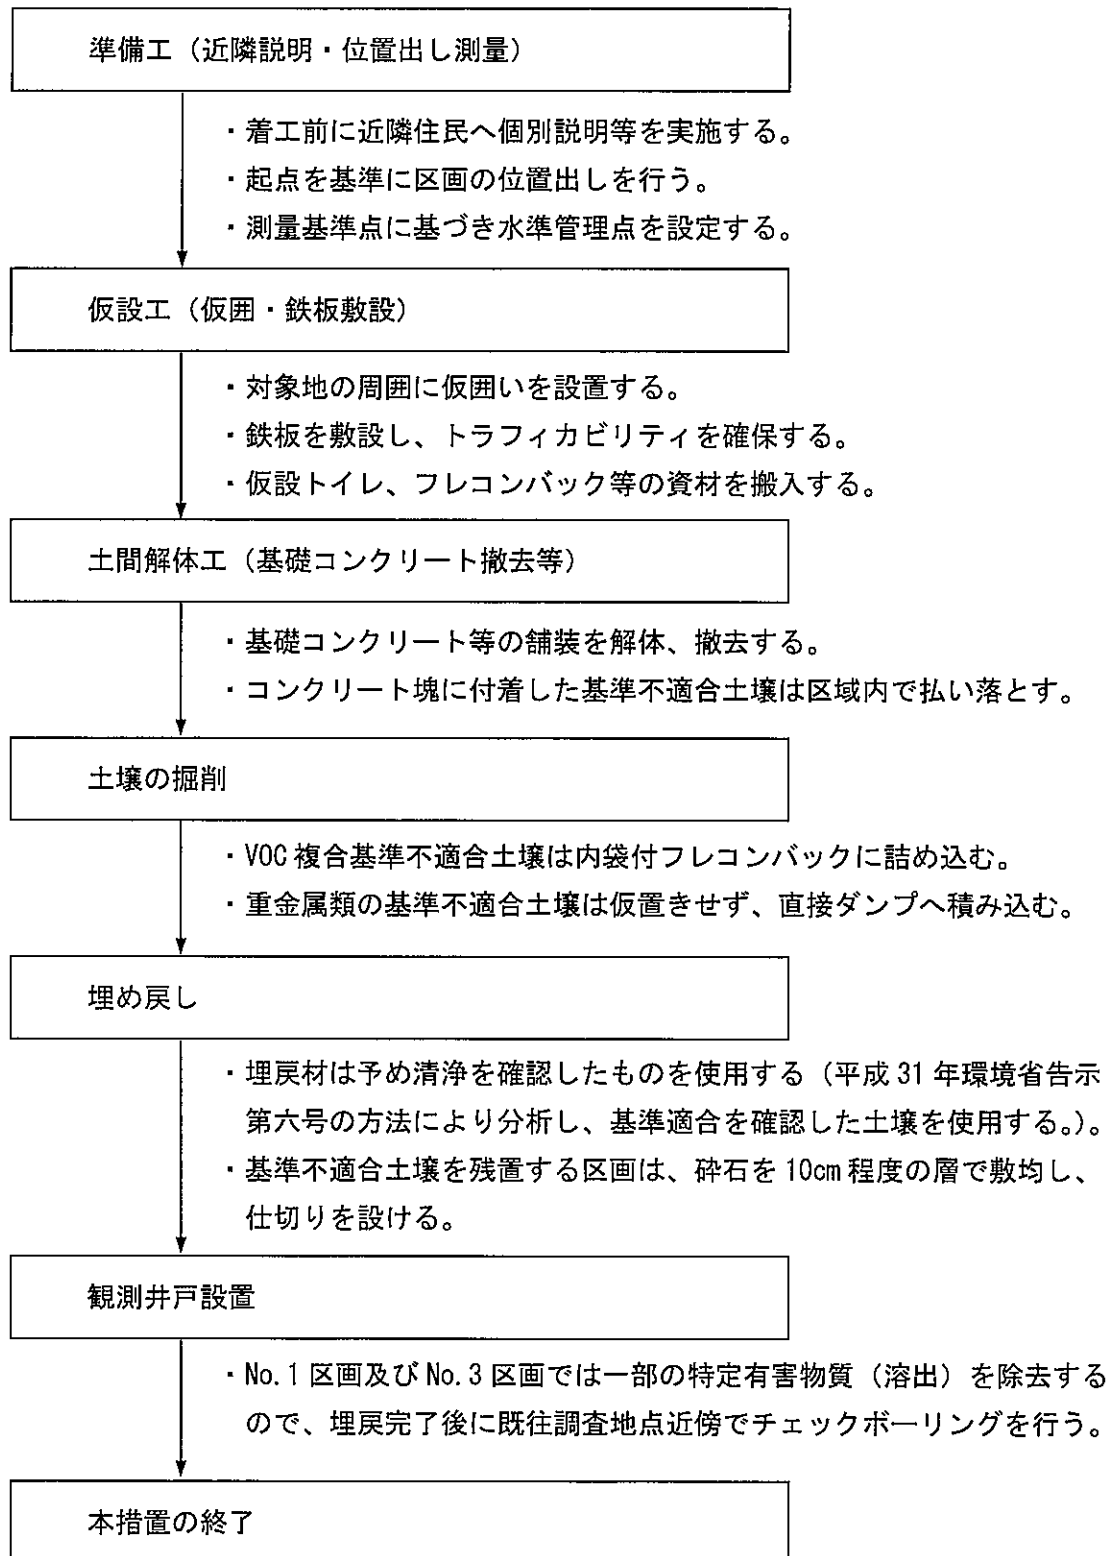 準備工（近隣説明・位置出し測量）
・着工前に近隣住民へ個別説明等を実施する。
・起点を基準に区画の位置出しを行う。
・測量基準点に基づき水準管理点を設定する。
仮設工（仮囲・鉄板敷設）
・対象地の周囲に仮囲いを設置する。
・鉄板を敷設し、トラフィカビリティを確保する。
・仮設トイレ、フレコンバック等の資材を搬入する。
土間解体工（基礎コンクリート撤去等）
・基礎コンクリート等の舗装を解体、撤去する。
・コンクリート塊に付着した基準不適合土壌は区域内で払い落とす。
土壌の掘削
・VOC複合基準不適合土壌は内袋付フレコンバックに詰め込む。
・重金属類の基準不適合土壌は仮置きせず、直接ダンプへ積み込む。
埋め戻し
・埋戻材は予め清浄を確認したものを使用する（平成31年環境省告示
第六号の方法により分析し、基準適合を確認した土壌を使用する。）。
・基準不適合土壌を残置する区画は、砕石を10cm程度の層で敷均し、
仕切りを設ける。
観測井戸設置
・No.1区画及びNo.3区画では一部の特定有害物質（溶出）を除去する
ので、埋戻完了後に既往調査地点近傍でチェックボーリングを行う。
本措置の終了